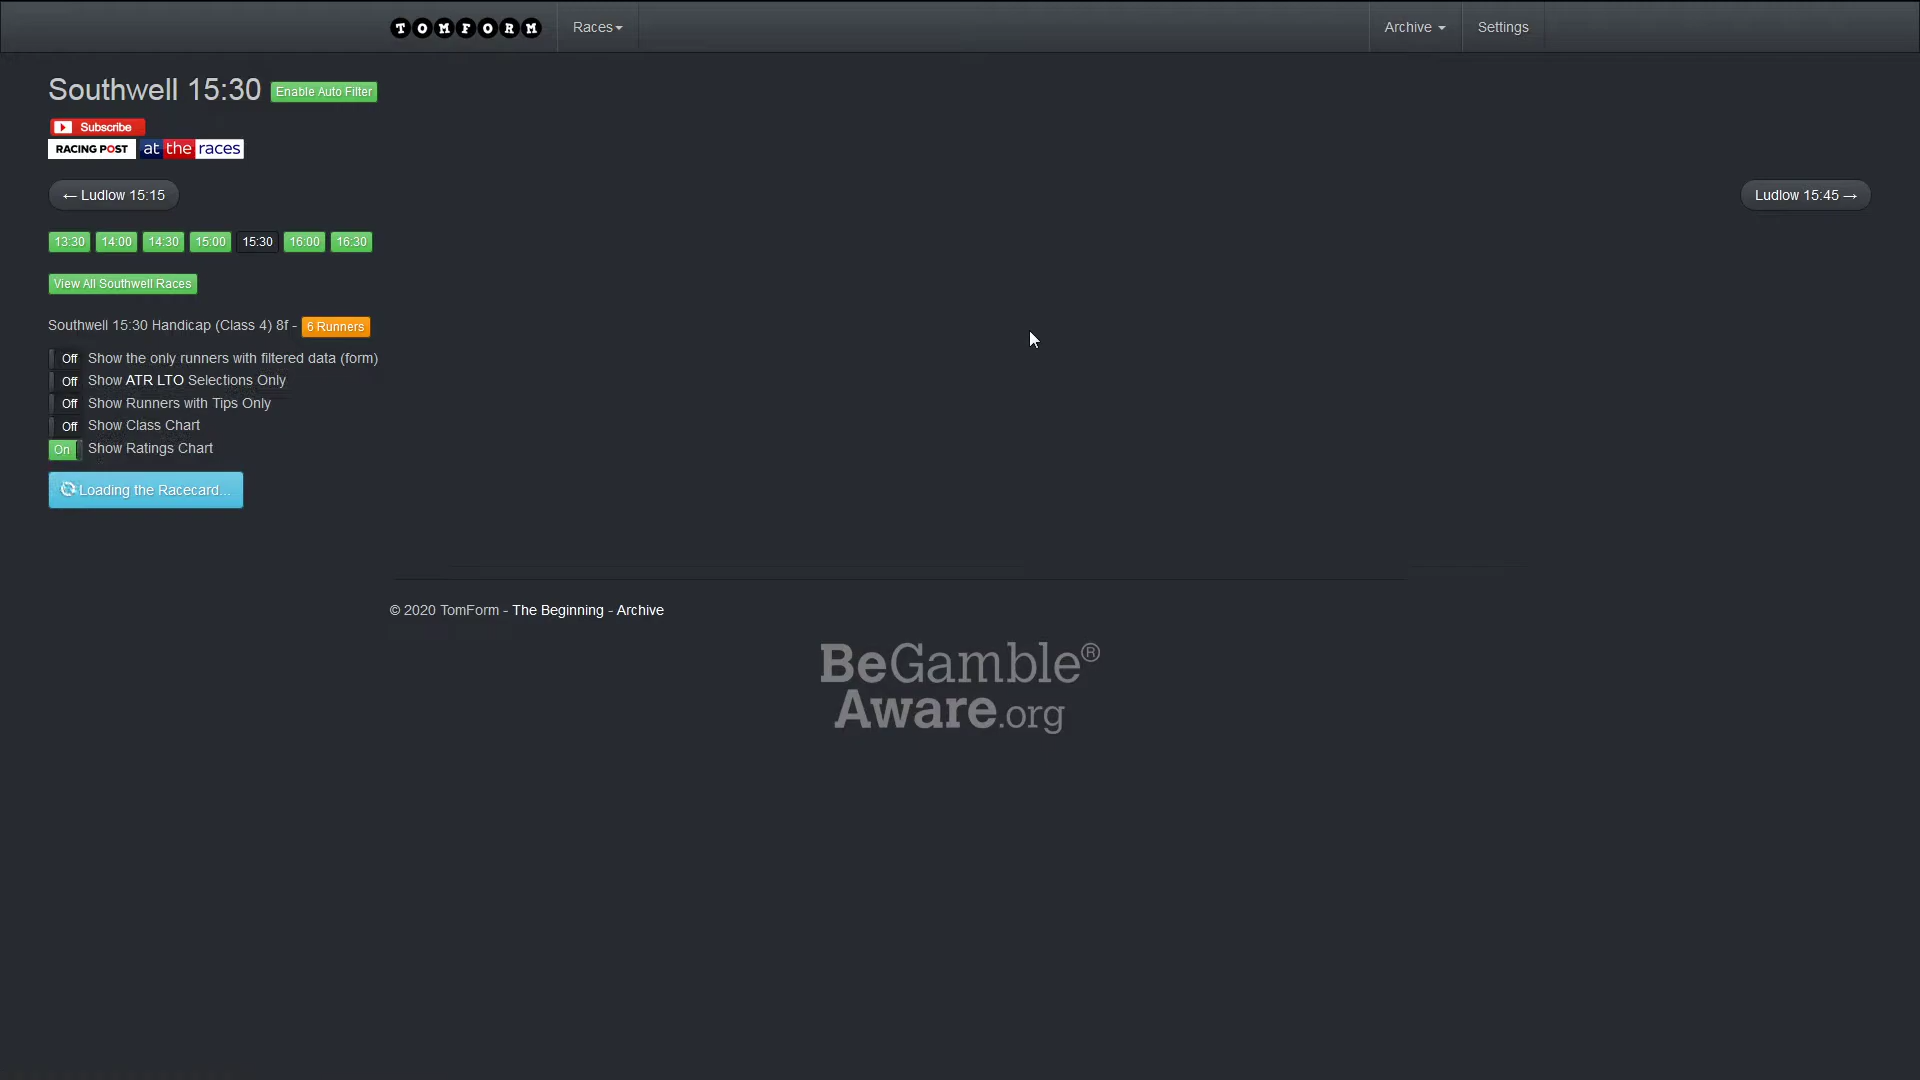 TOMFORM Races Archive Settings
Southwell 15:30 Enable Auto Filter
Subscribe
RACING POST at the races
← Ludlow 15:15 Ludlow 15:45 →
13:30 14:00 14:30 15:00 15:30 16:00 16:30
View All Southwell Races
Southwell 15:30 Handicap (Class 4) 8f - 6 Runners
Off Show the only runners with filtered data (form)
Off Show ATR LTO Selections Only
Off Show Runners with Tips Only
Off Show Class Chart
On Show Ratings Chart
Loading the Racecard...
© 2020 TomForm - The Beginning - Archive
BeGamble®
Aware.org